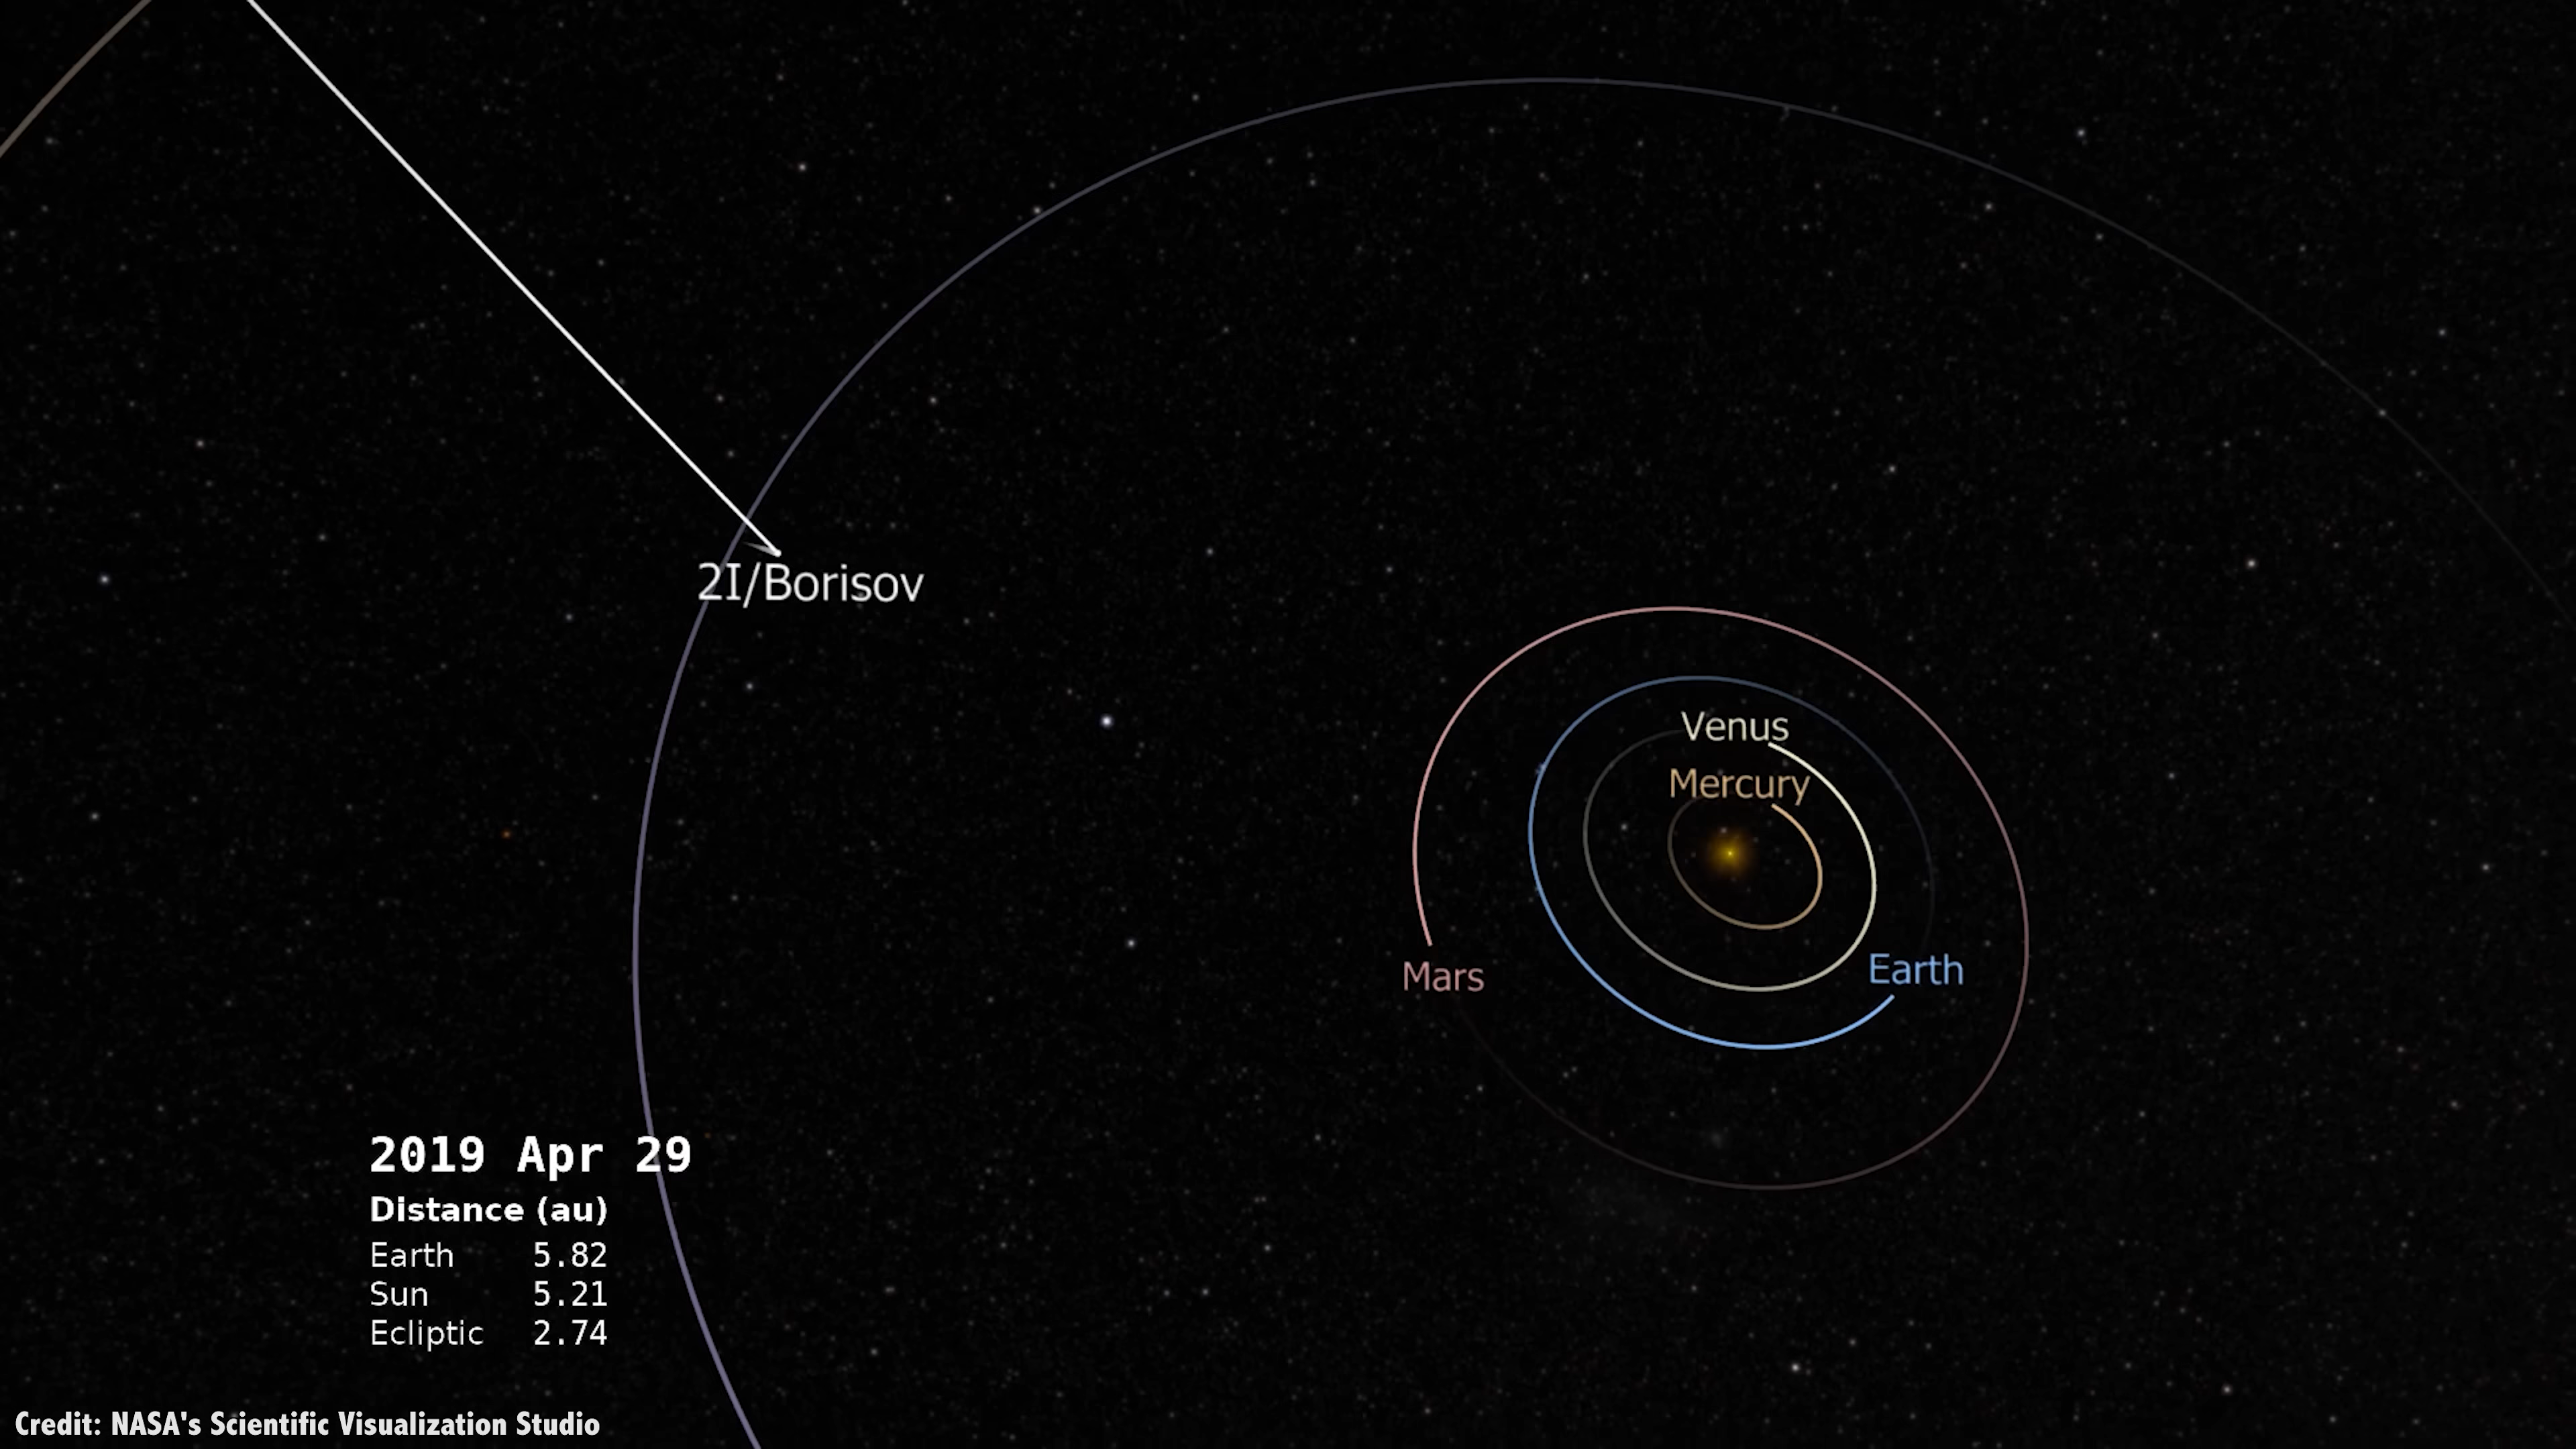 2I/Borisov
Venus
Mercury
Earth
Mars
2019 Apr 29
Distance (au)
Earth 5.82
Sun 5.21
Ecliptic 2.74
Credit: NASA's Scientific Visualization Studio